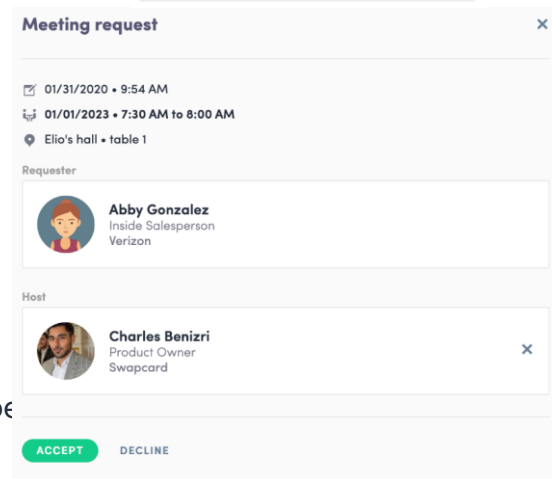 Meeting request
01/31/2020 • 9:54 AM
01/01/2023 • 7:30 AM to 8:00 AM
Elio's hall • table 1
Requester
Abby Gonzalez
Inside Salesperson
Verizon
Host
Charles Benizri
Product Owner
Swapcard
ACCEPT DECLINE